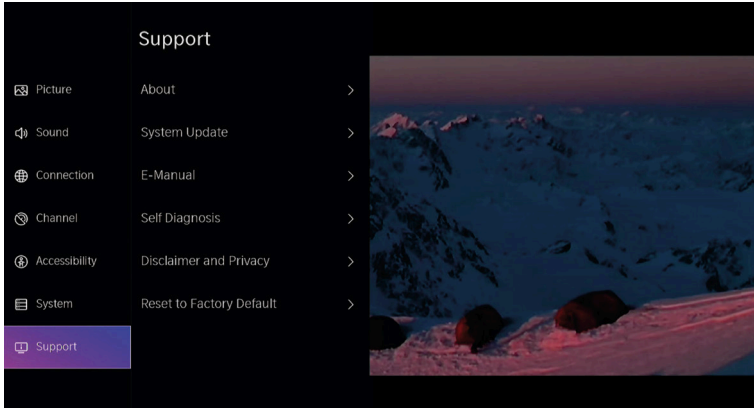 Support
Picture
Sound
Connection
Channel
Accessibility
System
Support
About
System Update
E-Manual
Self Diagnosis
Disclaimer and Privacy
Reset to Factory Default